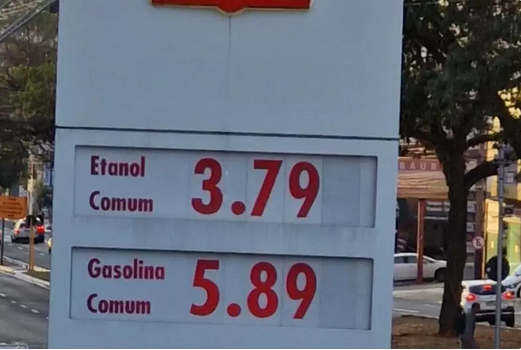 Etanol
Comum 3.79
Gasolina
Comum 5.89